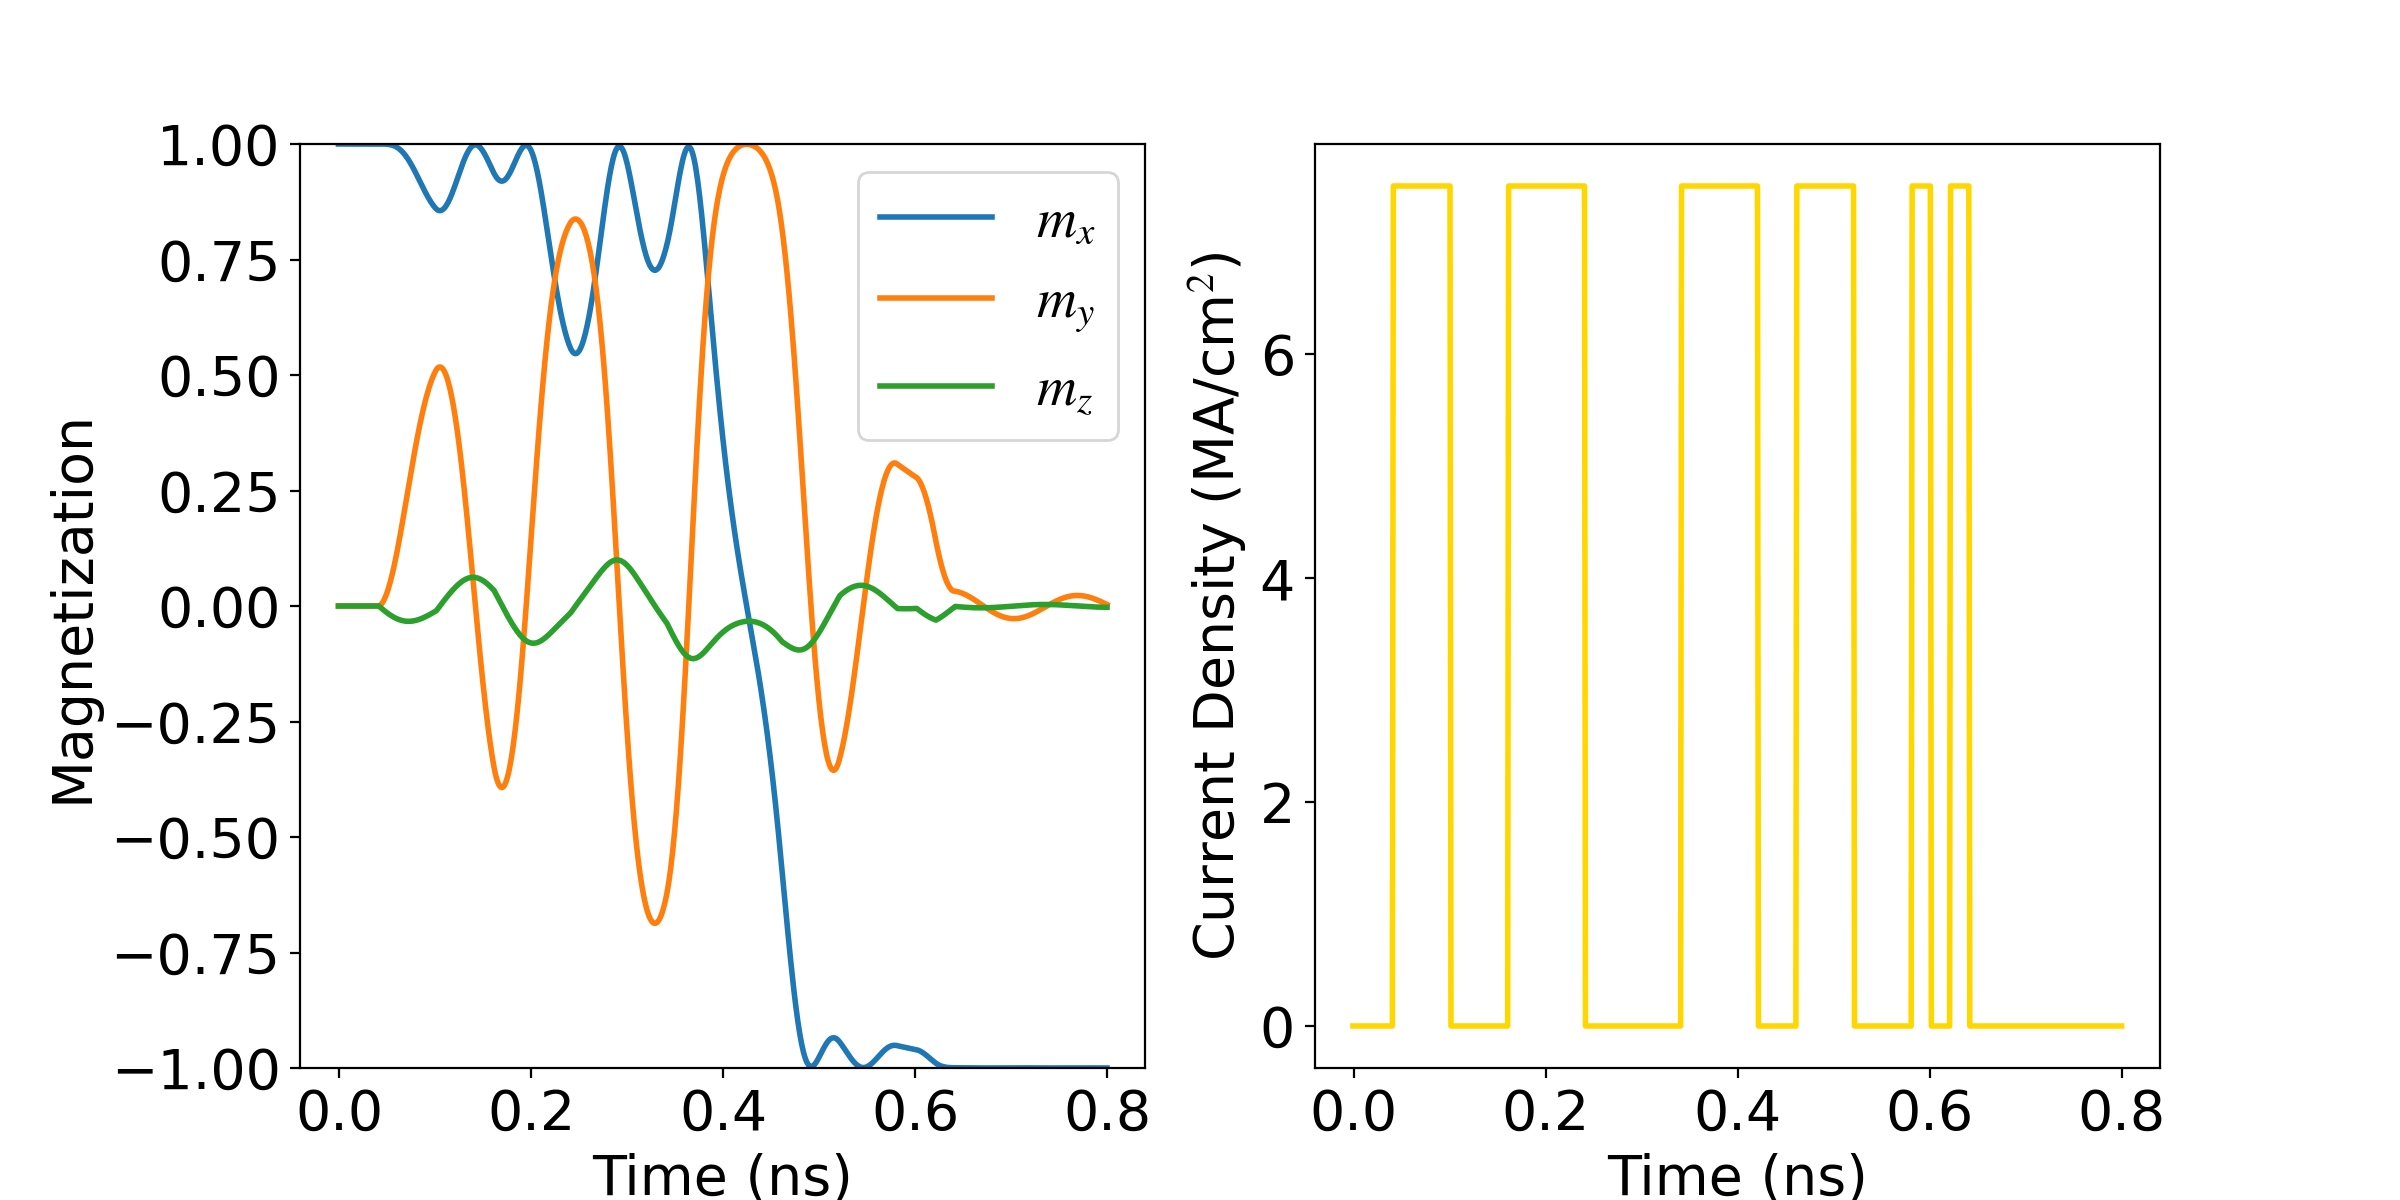 Magnetization
1.00
0.75
0.50
0.25
0.00
−0.25
−0.50
−0.75
−1.00
0.0 0.2 0.4 0.6 0.8
Time (ns)
m_x
m_y
m_z
Current Density (MA/cm²)
6
4
2
0
0.0 0.2 0.4 0.6 0.8
Time (ns)